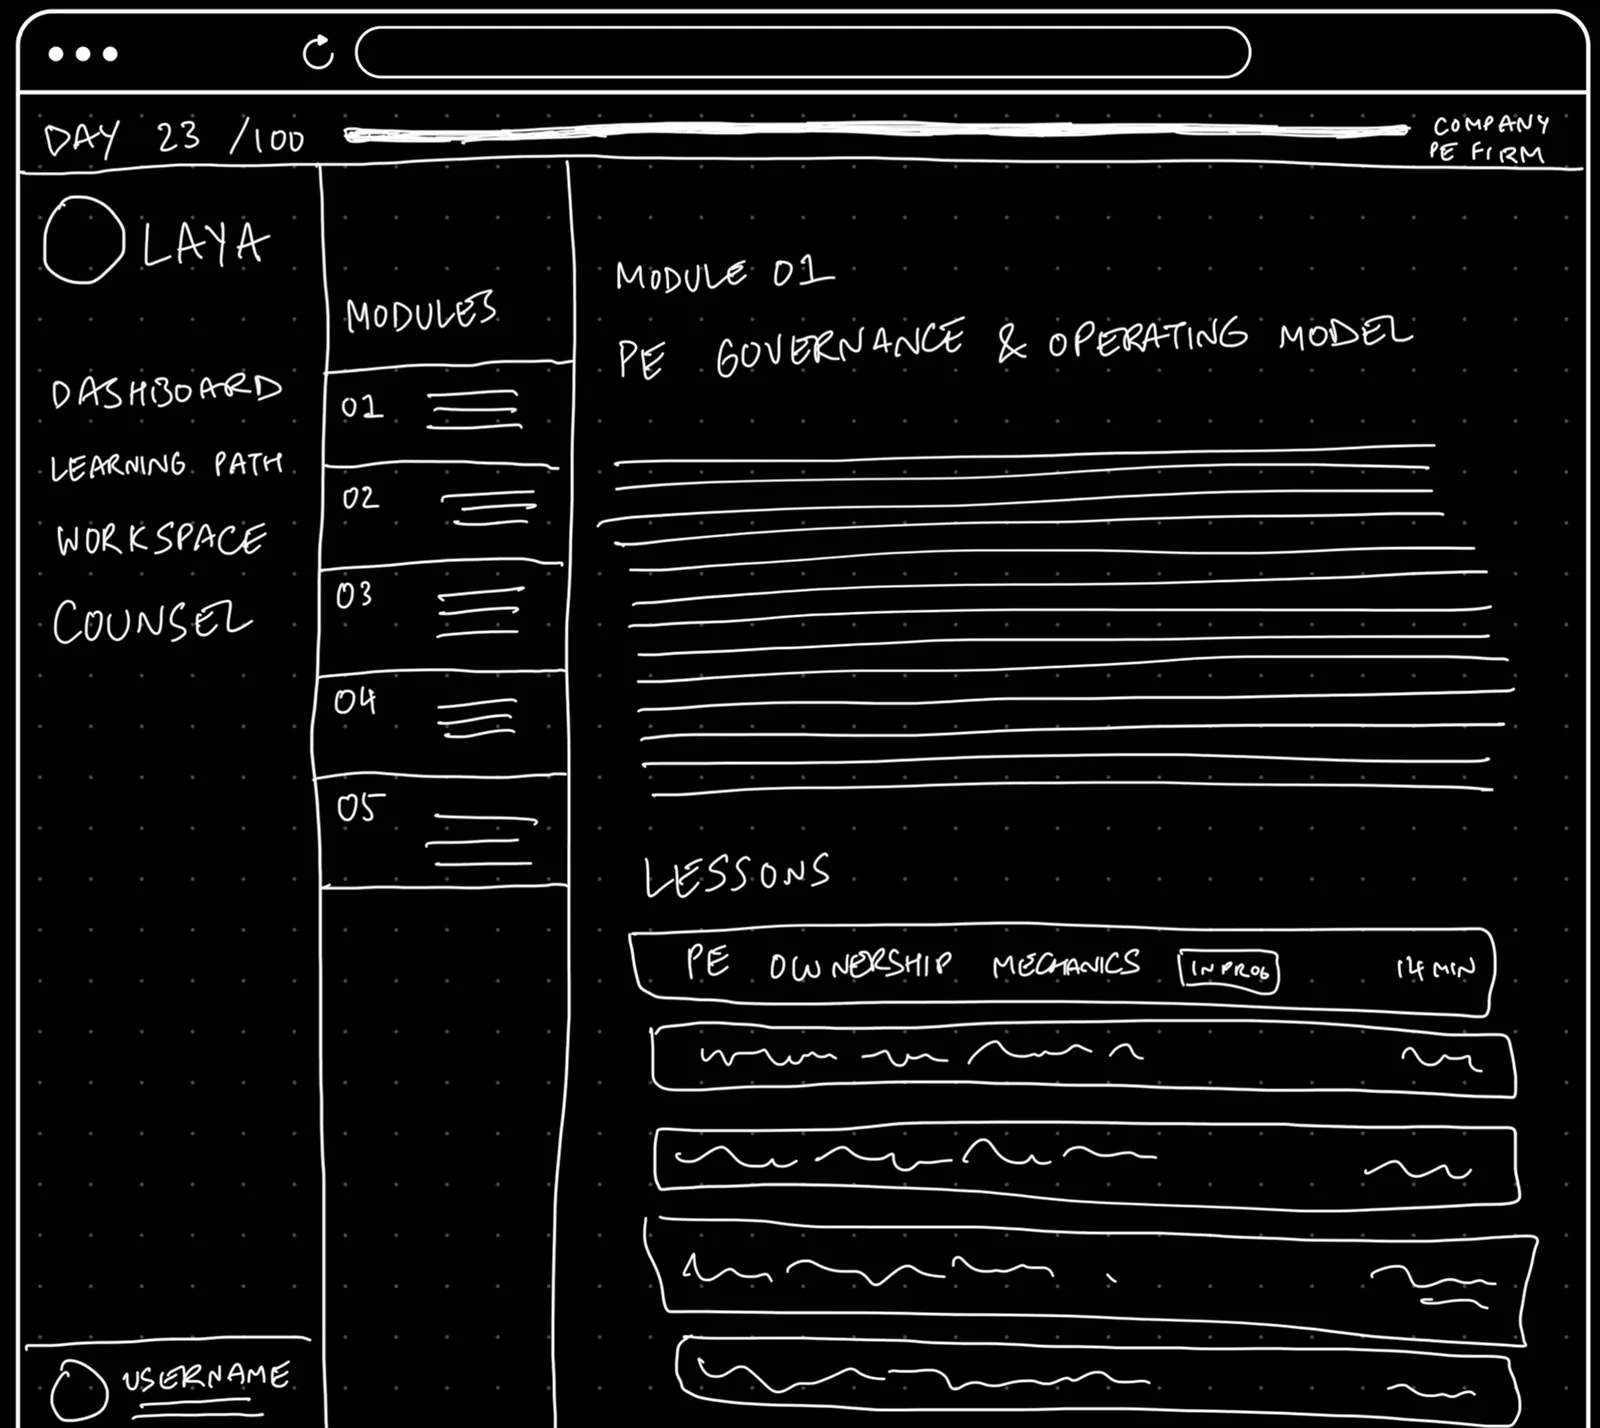 DAY 23 /100
COMPANY
PE FIRM
LAYA
DASHBOARD
LEARNING PATH
WORKSPACE
COUNSEL
USERNAME
MODULES
01
02
03
04
05
MODULE 01
PE GOVERNANCE & OPERATING MODEL
LESSONS
PE OWNERSHIP MECHANICS IN PROG 14 MIN